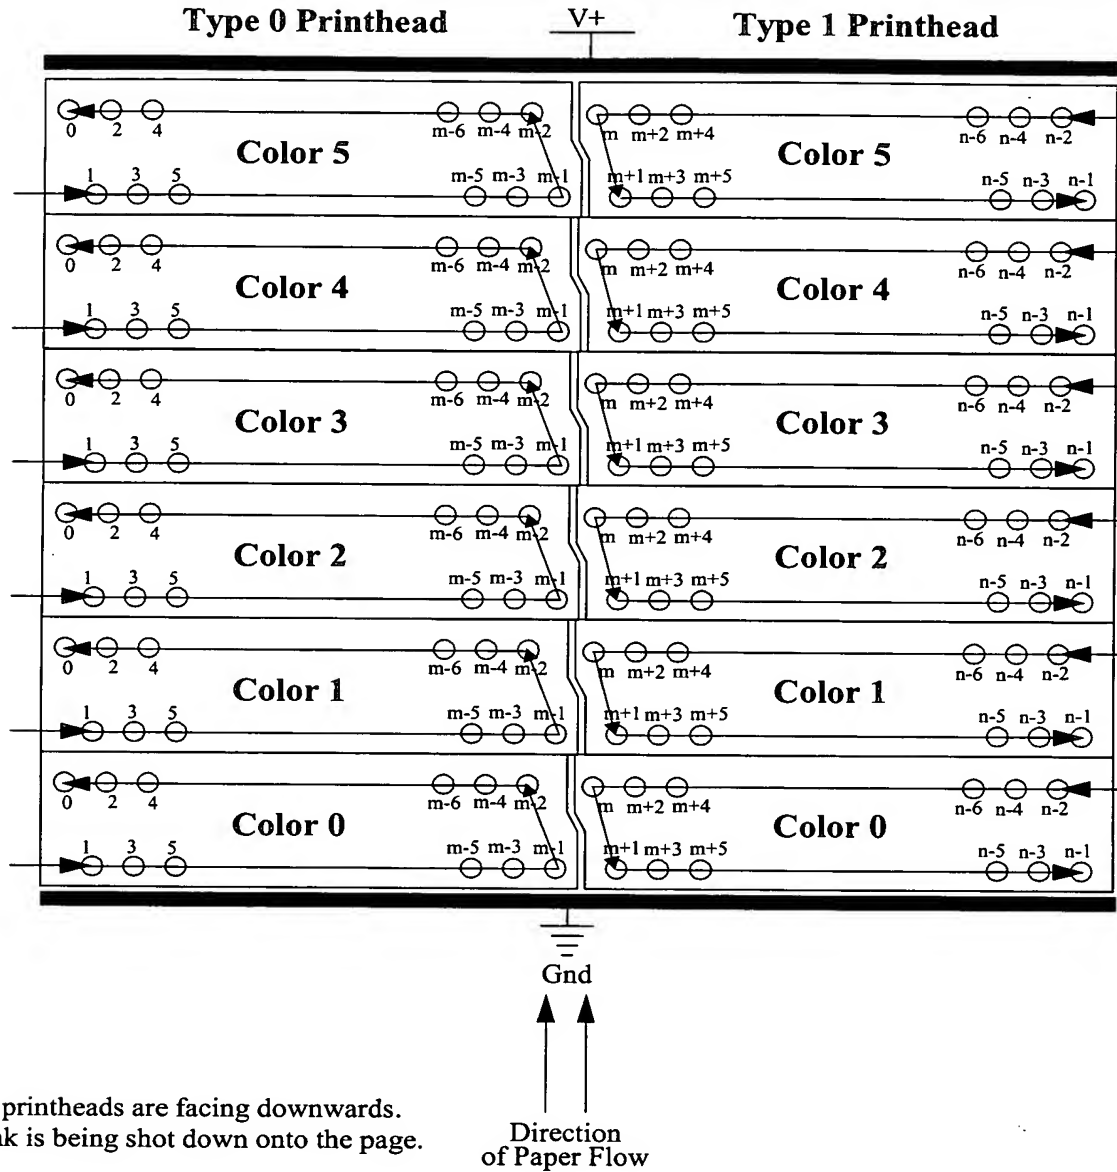 Type 0 Printhead V+ Type 1 Printhead
0 2 4 m-6 m-4 m-2 m m+2 m+4 n-6 n-4 n-2
Color 5 Color 5
1 3 5 m-5 m-3 m-1 m+1 m+3 m+5 n-5 n-3 n-1
0 2 4 m-6 m-4 m-2 m m+2 m+4 n-6 n-4 n-2
Color 4 Color 4
1 3 5 m-5 m-3 m-1 m+1 m+3 m+5 n-5 n-3 n-1
0 2 4 m-6 m-4 m-2 m m+2 m+4 n-6 n-4 n-2
Color 3 Color 3
1 3 5 m-5 m-3 m-1 m+1 m+3 m+5 n-5 n-3 n-1
0 2 4 m-6 m-4 m-2 m m+2 m+4 n-6 n-4 n-2
Color 2 Color 2
1 3 5 m-5 m-3 m-1 m+1 m+3 m+5 n-5 n-3 n-1
0 2 4 m-6 m-4 m-2 m m+2 m+4 n-6 n-4 n-2
Color 1 Color 1
1 3 5 m-5 m-3 m-1 m+1 m+3 m+5 n-5 n-3 n-1
0 2 4 m-6 m-4 m-2 m m+2 m+4 n-6 n-4 n-2
Color 0 Color 0
1 3 5 m-5 m-3 m-1 m+1 m+3 m+5 n-5 n-3 n-1
Gnd
printheads are facing downwards.
is being shot down onto the page.
Direction
of Paper Flow